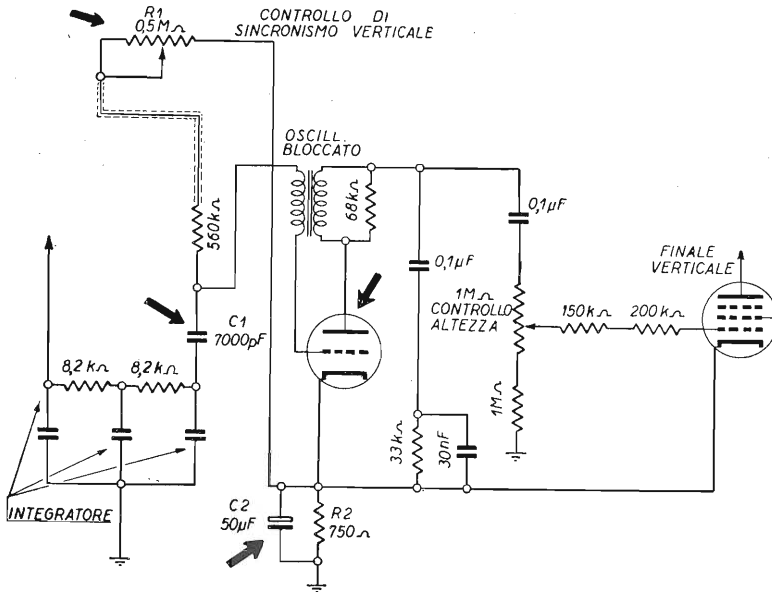 R1
0,5MΩ
CONTROLLO DI
SINCRONISMO VERTICALE
OSCILL.
BLOCCATO
68kΩ
560kΩ
0,1μF
0,1μF
FINALE
VERTICALE
1MΩ
CONTROLLO
ALTEZZA
150kΩ
200kΩ
C1
7000pF
8,2kΩ
8,2kΩ
1MΩ
33kΩ
30nF
INTEGRATORE
C2
50μF
R2
750Ω